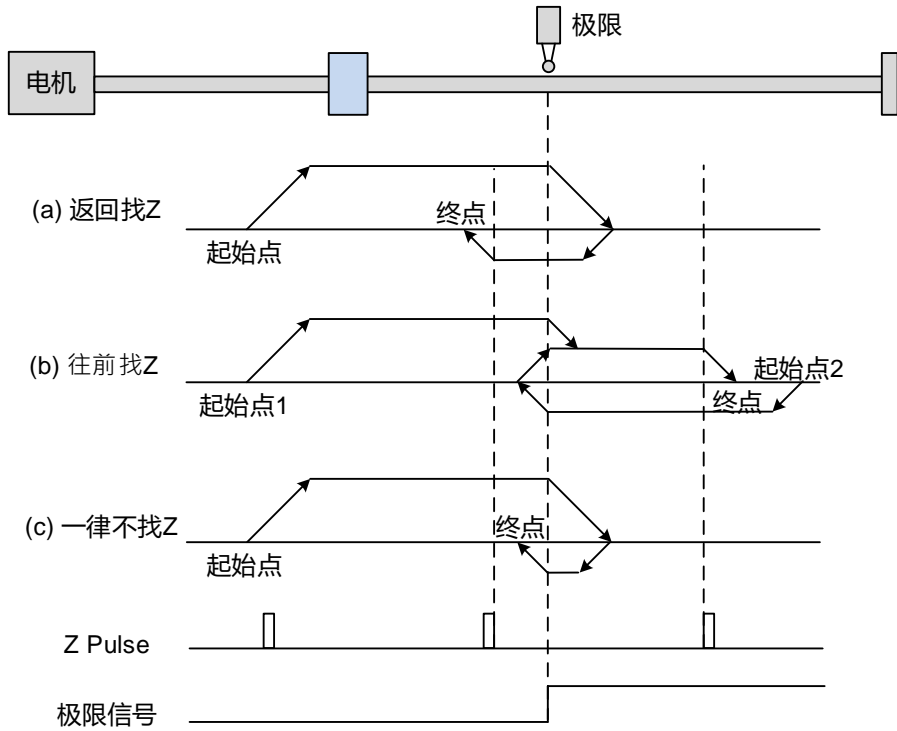 极限
电机
(a) 返回找Z
终点
起始点
(b) 往前找Z
起始点2
起始点1
终点
(c) 一律不找Z
终点
起始点
Z Pulse
极限信号